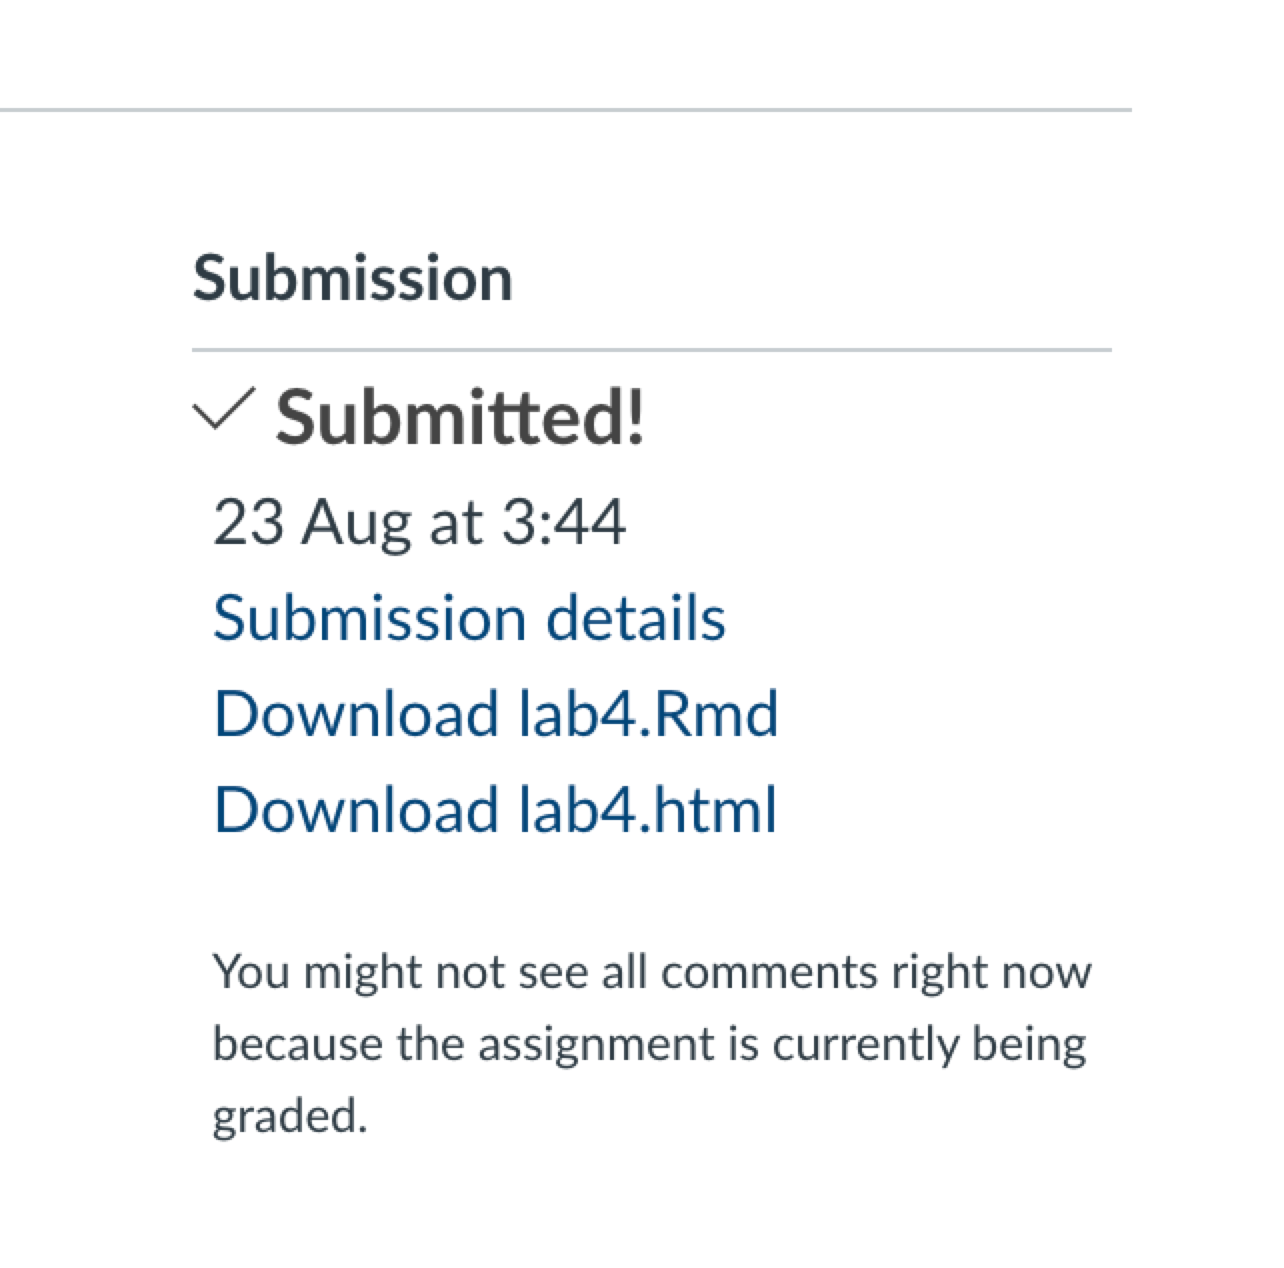 Submission
Submitted!
23 Aug at 3:44
Submission details
Download lab4.Rmd
Download lab4.html
You might not see all comments right now
because the assignment is currently being
graded.